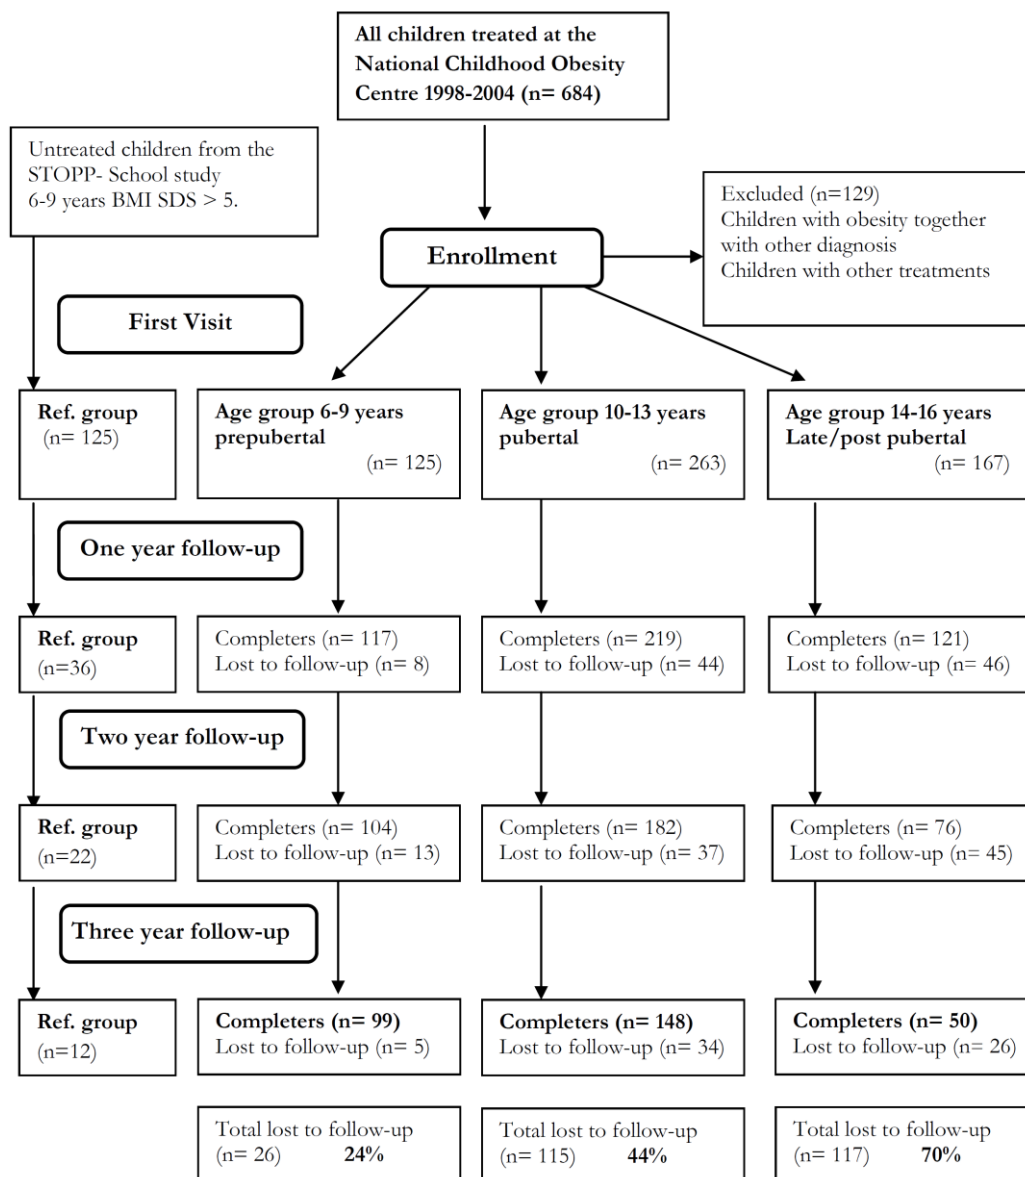 All children treated at the
National Childhood Obesity
Centre 1998-2004 (n= 684)
Untreated children from the
STOPP- School study
6-9 years BMI SDS > 5.
Excluded (n=129)
Children with obesity together
with other diagnosis
Children with other treatments
Enrollment
First Visit
Ref. group
(n= 125)
Age group 6-9 years
prepubertal
(n= 125)
Age group 10-13 years
pubertal
(n= 263)
Age group 14-16 years
Late/post pubertal
(n= 167)
One year follow-up
Ref. group
(n=36)
Completers (n= 117)
Lost to follow-up (n= 8)
Completers (n= 219)
Lost to follow-up (n= 44)
Completers (n= 121)
Lost to follow-up (n= 46)
Two year follow-up
Ref. group
(n=22)
Completers (n= 104)
Lost to follow-up (n= 13)
Completers (n= 182)
Lost to follow-up (n= 37)
Completers (n= 76)
Lost to follow-up (n= 45)
Three year follow-up
Ref. group
(n=12)
Completers (n= 99)
Lost to follow-up (n= 5)
Completers (n= 148)
Lost to follow-up (n= 34)
Completers (n= 50)
Lost to follow-up (n= 26)
Total lost to follow-up
(n= 26) 24%
Total lost to follow-up
(n= 115) 44%
Total lost to follow-up
(n= 117) 70%